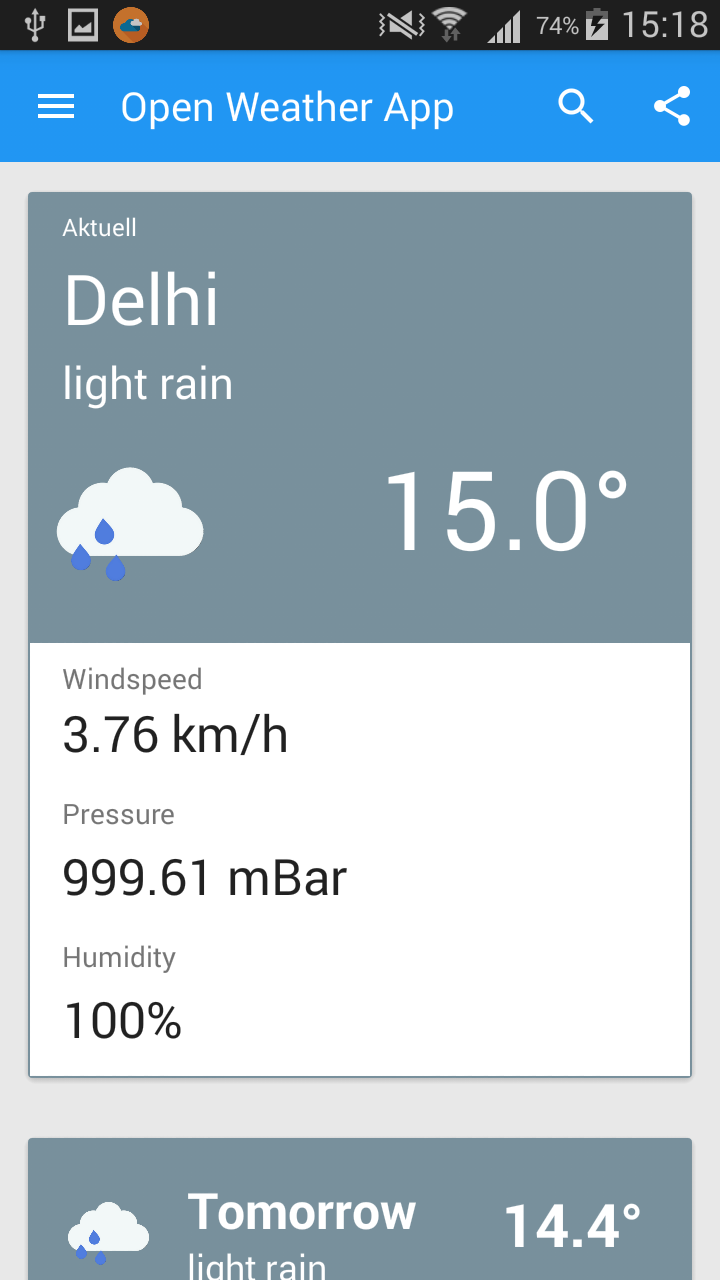 74% 15:18
Open Weather App
Aktuell
Delhi
light rain
15.0°
Windspeed
3.76 km/h
Pressure
999.61 mBar
Humidity
100%
Tomorrow 14.4°
light rain